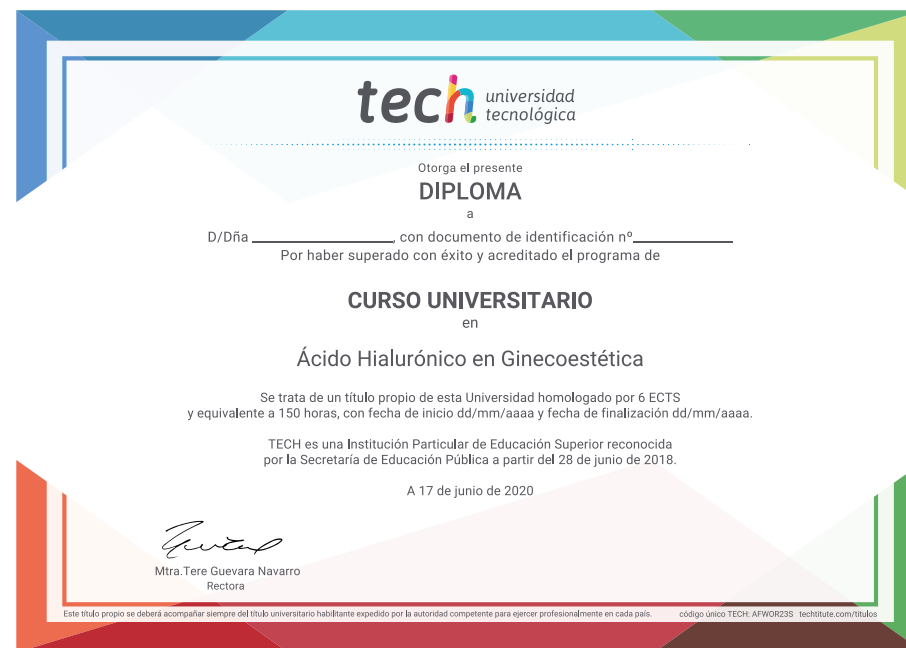 tech universidad
tecnológica
Otorga el presente
DIPLOMA
a
D/Dña ____________________, con documento de identificación nº______________
Por haber superado con éxito y acreditado el programa de
CURSO UNIVERSITARIO
en
Ácido Hialurónico en Ginecoestética
Se trata de un título propio de esta Universidad homologado por 6 ECTS
y equivalente a 150 horas, con fecha de inicio dd/mm/aaaa y fecha de finalización dd/mm/aaaa.
TECH es una Institución Particular de Educación Superior reconocida
por la Secretaría de Educación Pública a partir del 28 de junio de 2018.
A 17 de junio de 2020
Mtra.Tere Guevara Navarro
Rectora
Este título propio se deberá acompañar siempre del título universitario habilitante expedido por la autoridad competente para ejercer profesionalmente en cada país. código único TECH: AFWOR23S techtitute.com/titulos